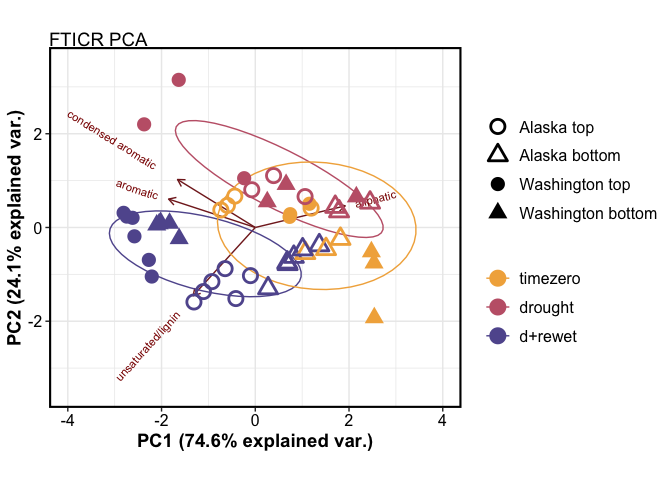 FTICR PCA
condensed aromatic
aromatic
aliphatic
unsaturated/lignin
2
0
-2
-4
-2
0
2
4
PC1 (74.6% explained var.)
PC2 (24.1% explained var.)
Alaska top
Alaska bottom
Washington top
Washington bottom
timezero
drought
d+rewet